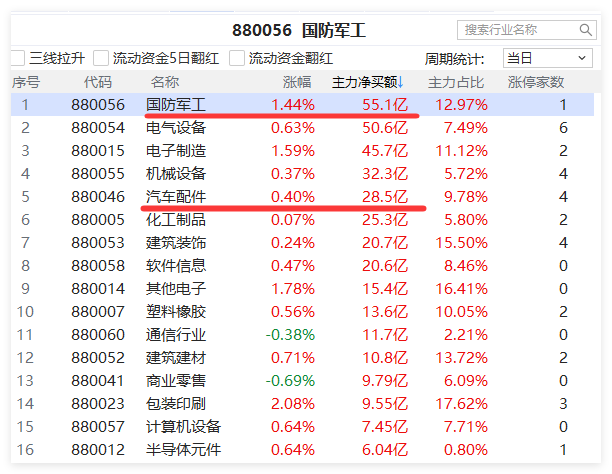 880056 国防军工
搜索行业名称
三线拉升 流动资金5日翻红 流动资金翻红 周期统计: 当日
序号 代码 名称 涨幅 主力净买额↓ 主力占比 涨停家数
1 880056 国防军工 1.44% 55.1亿 12.97% 1
2 880054 电气设备 0.63% 50.6亿 7.49% 6
3 880015 电子制造 1.59% 45.7亿 11.12% 2
4 880055 机械设备 0.37% 32.3亿 5.72% 4
5 880046 汽车配件 0.40% 28.5亿 9.78% 4
6 880005 化工制品 0.07% 25.3亿 5.80% 2
7 880053 建筑装饰 0.24% 20.7亿 15.50% 4
8 880058 软件信息 0.47% 20.6亿 8.46% 0
9 880014 其他电子 1.78% 15.4亿 16.41% 0
10 880007 塑料橡胶 0.56% 13.6亿 10.05% 2
11 880060 通信行业 -0.38% 11.7亿 2.21% 0
12 880052 建筑建材 0.71% 10.8亿 13.72% 2
13 880041 商业零售 -0.69% 9.79亿 6.09% 0
14 880023 包装印刷 2.08% 9.55亿 17.62% 3
15 880057 计算机设备 0.64% 7.45亿 7.71% 0
16 880012 半导体元件 0.64% 6.04亿 0.80% 1